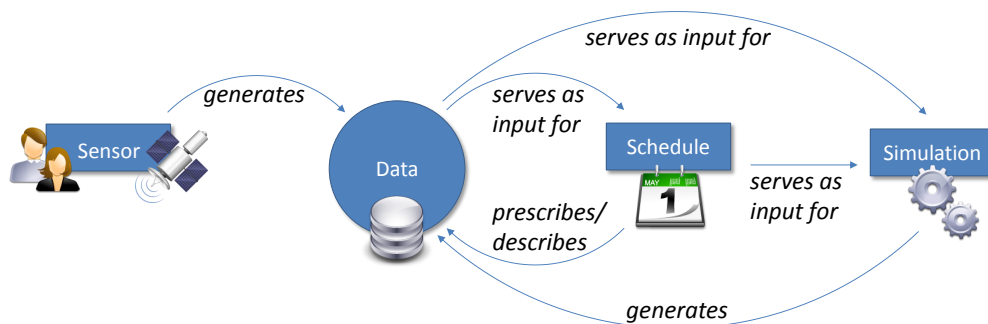 serves as input for
generates
serves as
input for
Sensor
Data
Schedule
Simulation
MAY
1
serves as
input for
prescribes/
describes
generates